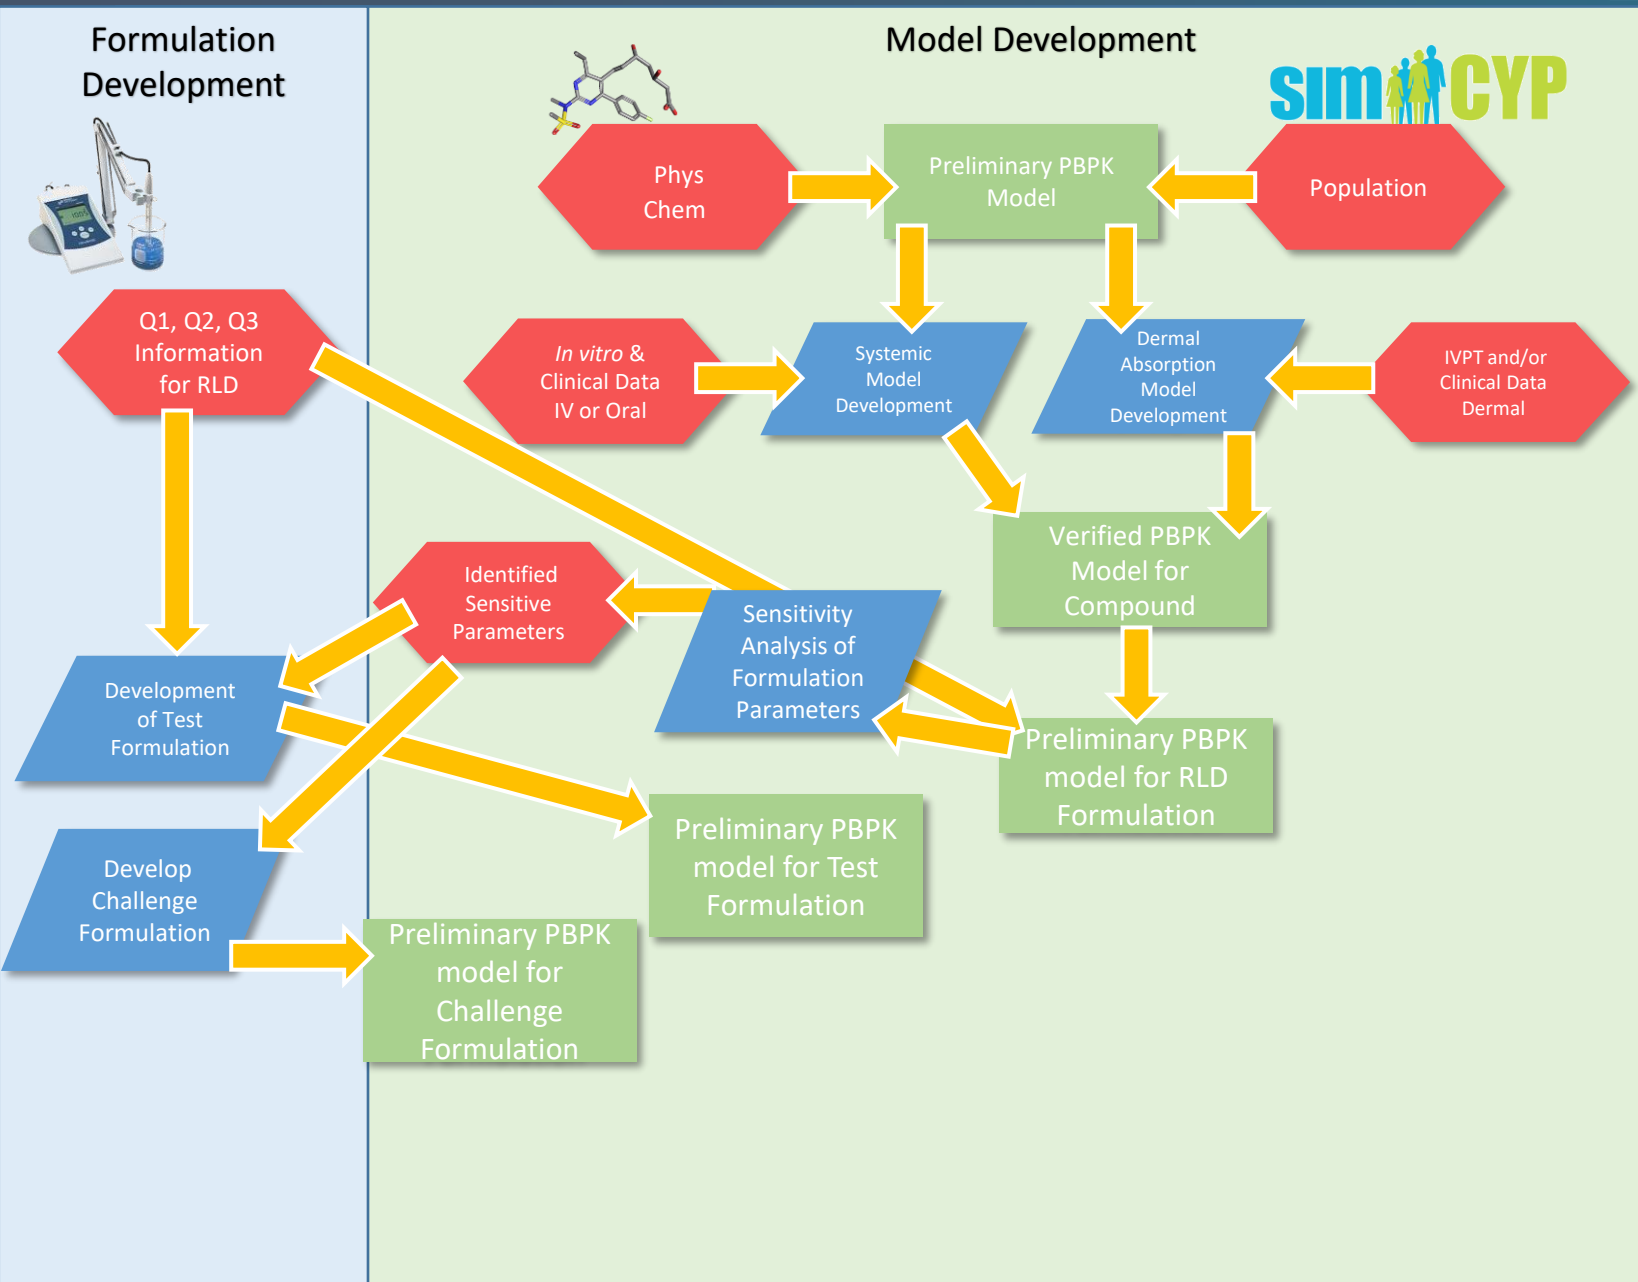 Formulation
Development
Model Development
simCYP
Phys
Chem
Preliminary PBPK
Model
Population
Q1, Q2, Q3
Information
for RLD
In vitro &
Clinical Data
IV or Oral
Systemic
Model
Development
Dermal
Absorption
Model
Development
IVPT and/or
Clinical Data
Dermal
Verified PBPK
Model for
Compound
Identified
Sensitive
Parameters
Sensitivity
Analysis of
Formulation
Parameters
Development
of Test
Formulation
Preliminary PBPK
model for RLD
Formulation
Preliminary PBPK
model for Test
Formulation
Develop
Challenge
Formulation
Preliminary PBPK
model for
Challenge
Formulation